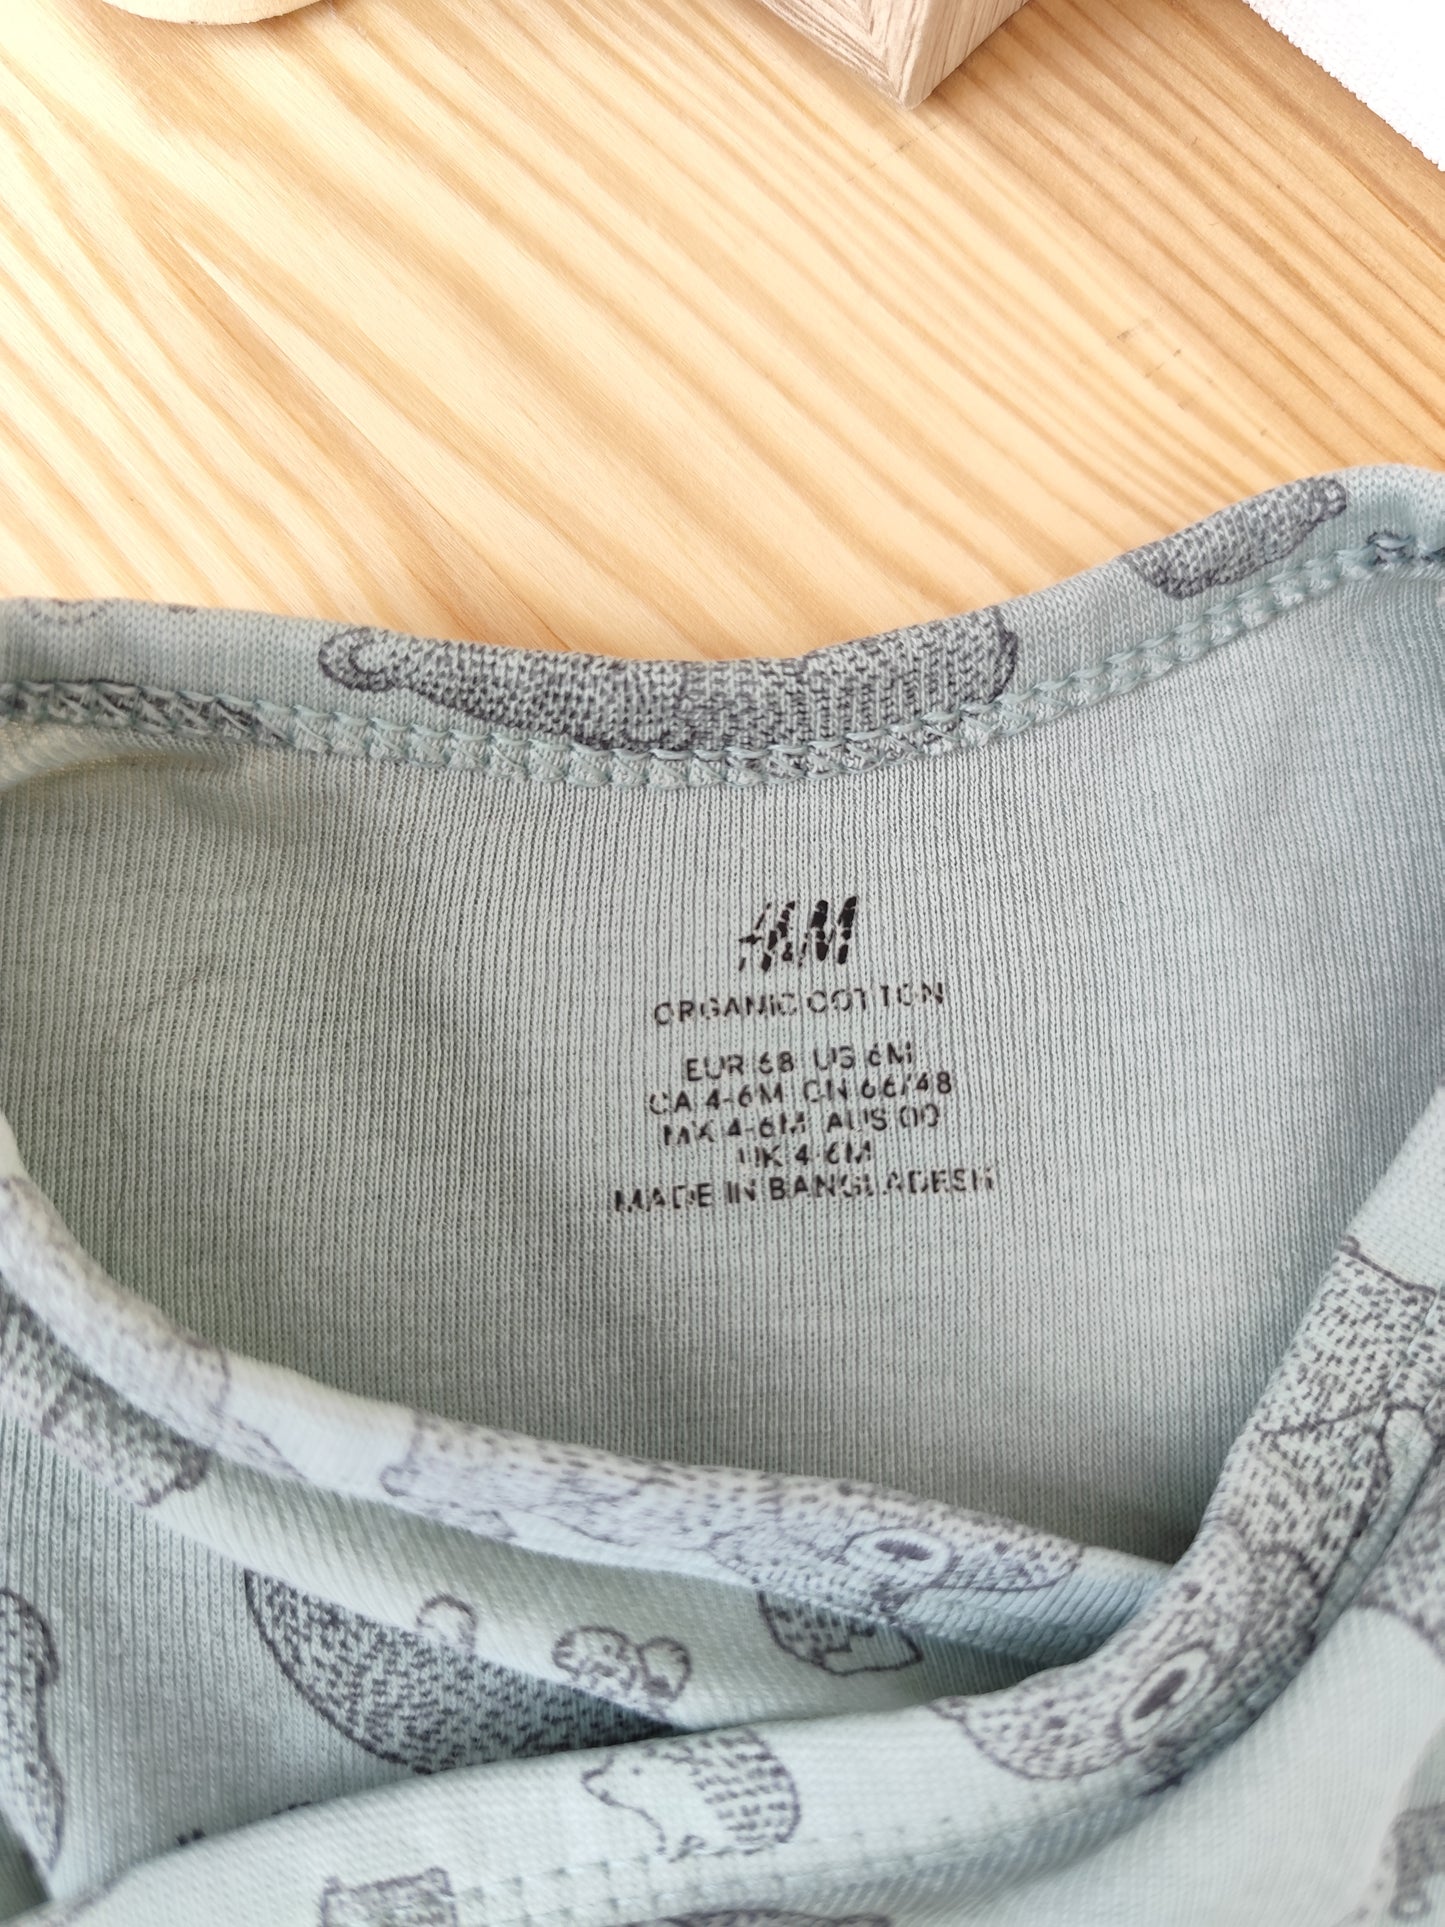 H&M
ORGANIC COTTON
EUR 68 US 6M
CA 4-6M CN 66/48
MX 4-6M AUS 00
UK 4-6M
MADE IN BANGLADESH